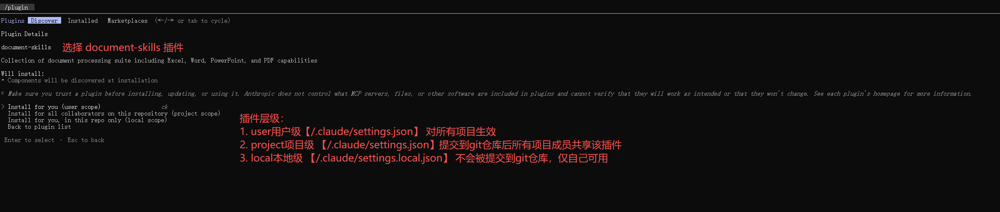 /plugin
Plugins Discover Installed Marketplaces (←/→ or tab to cycle)
Plugin Details
document-skills 选择 document-skills 插件
Collection of document processing suite including Excel, Word, PowerPoint, and PDF capabilities
Will install:
· Components will be discovered at installation
‼ Make sure you trust a plugin before installing, updating, or using it. Anthropic does not control what MCP servers, files, or other software are included in plugins and cannot verify that they will work as intended or that they won't change. See each plugin's homepage for more information.
> Install for you (user scope) ck
Install for all collaborators on this repository (project scope)
Install for you, in this repo only (local scope)
Back to plugin list
Enter to select · Esc to back
插件层级：
1. user用户级【/.claude/settings.json】 对所有项目生效
2. project项目级 【/.claude/settings.json】提交到git仓库后所有项目成员共享该插件
3. local本地级 【/.claude/settings.local.json】 不会被提交到git仓库，仅自己可用